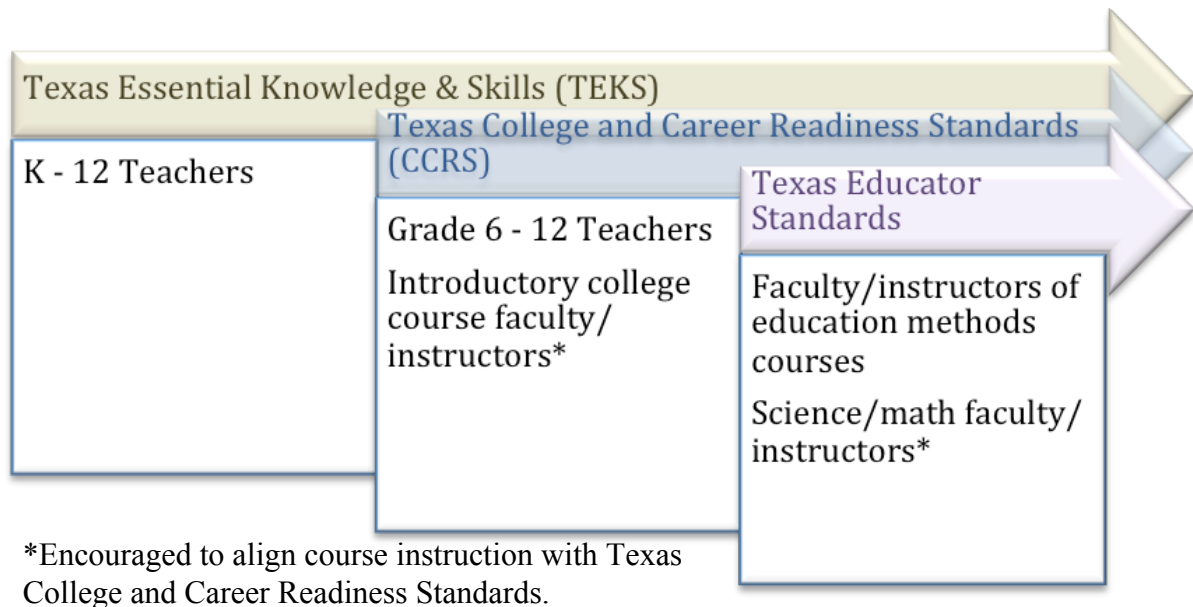 Texas Essential Knowledge & Skills (TEKS)
K - 12 Teachers
Texas College and Career Readiness Standards
(CCRS)
Grade 6 - 12 Teachers
Introductory college
course faculty/
instructors*
Texas Educator
Standards
Faculty/instructors of
education methods
courses
Science/math faculty/
instructors*
*Encouraged to align course instruction with Texas
College and Career Readiness Standards.